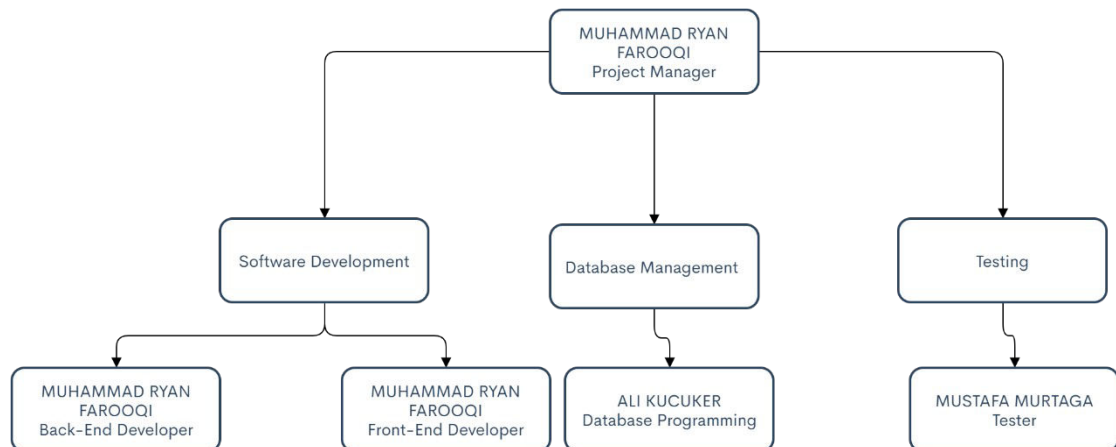 MUHAMMAD RYAN
FAROOQI
Project Manager
Software Development
Database Management
Testing
MUHAMMAD RYAN
FAROOQI
Back-End Developer
MUHAMMAD RYAN
FAROOQI
Front-End Developer
ALI KUCUKER
Database Programming
MUSTAFA MURTAGA
Tester